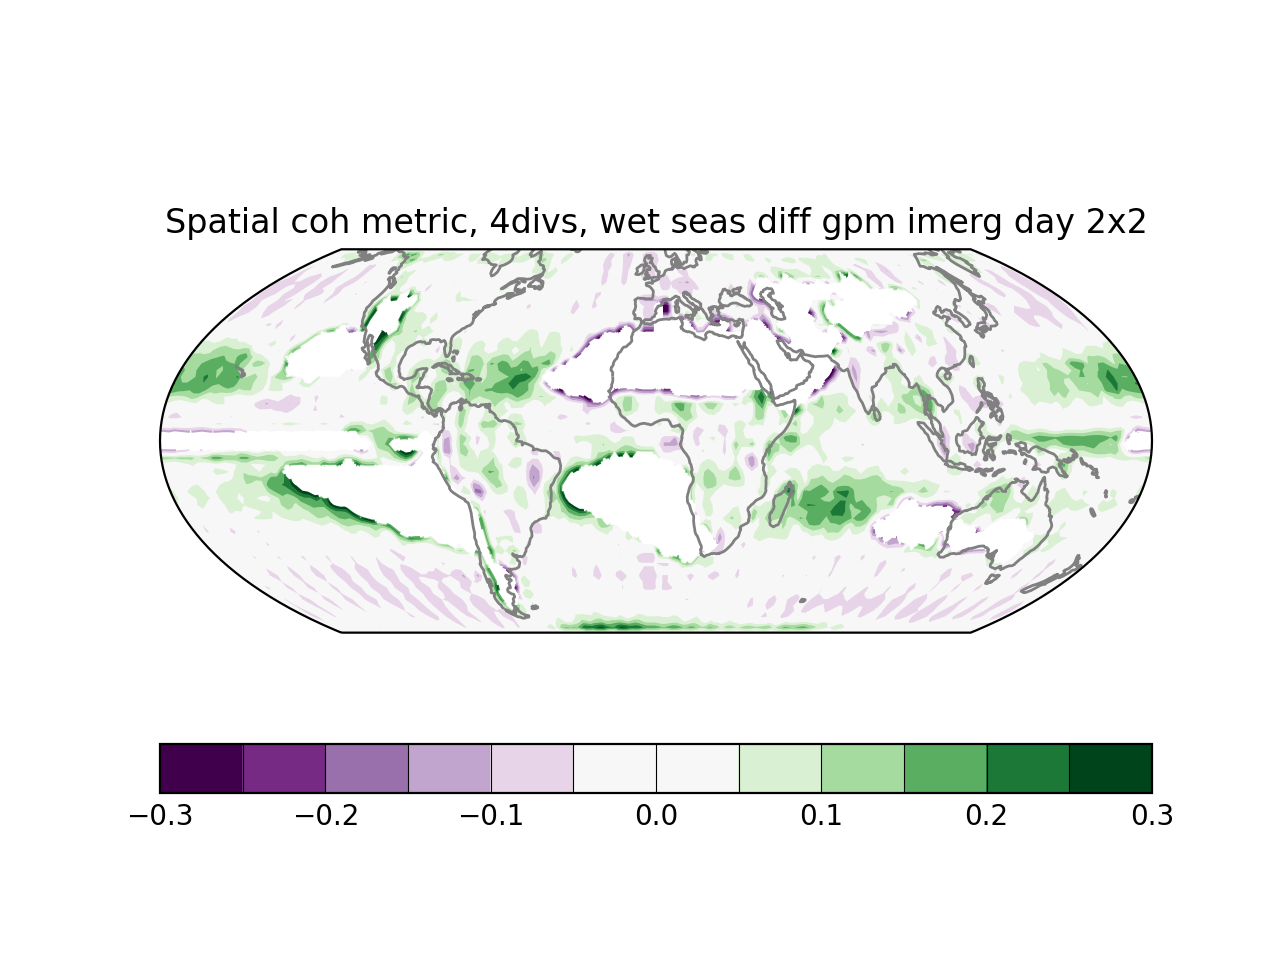 Spatial coh metric, 4divs, wet seas diff gpm imerg day 2x2
−0.3 −0.2 −0.1 0.0 0.1 0.2 0.3